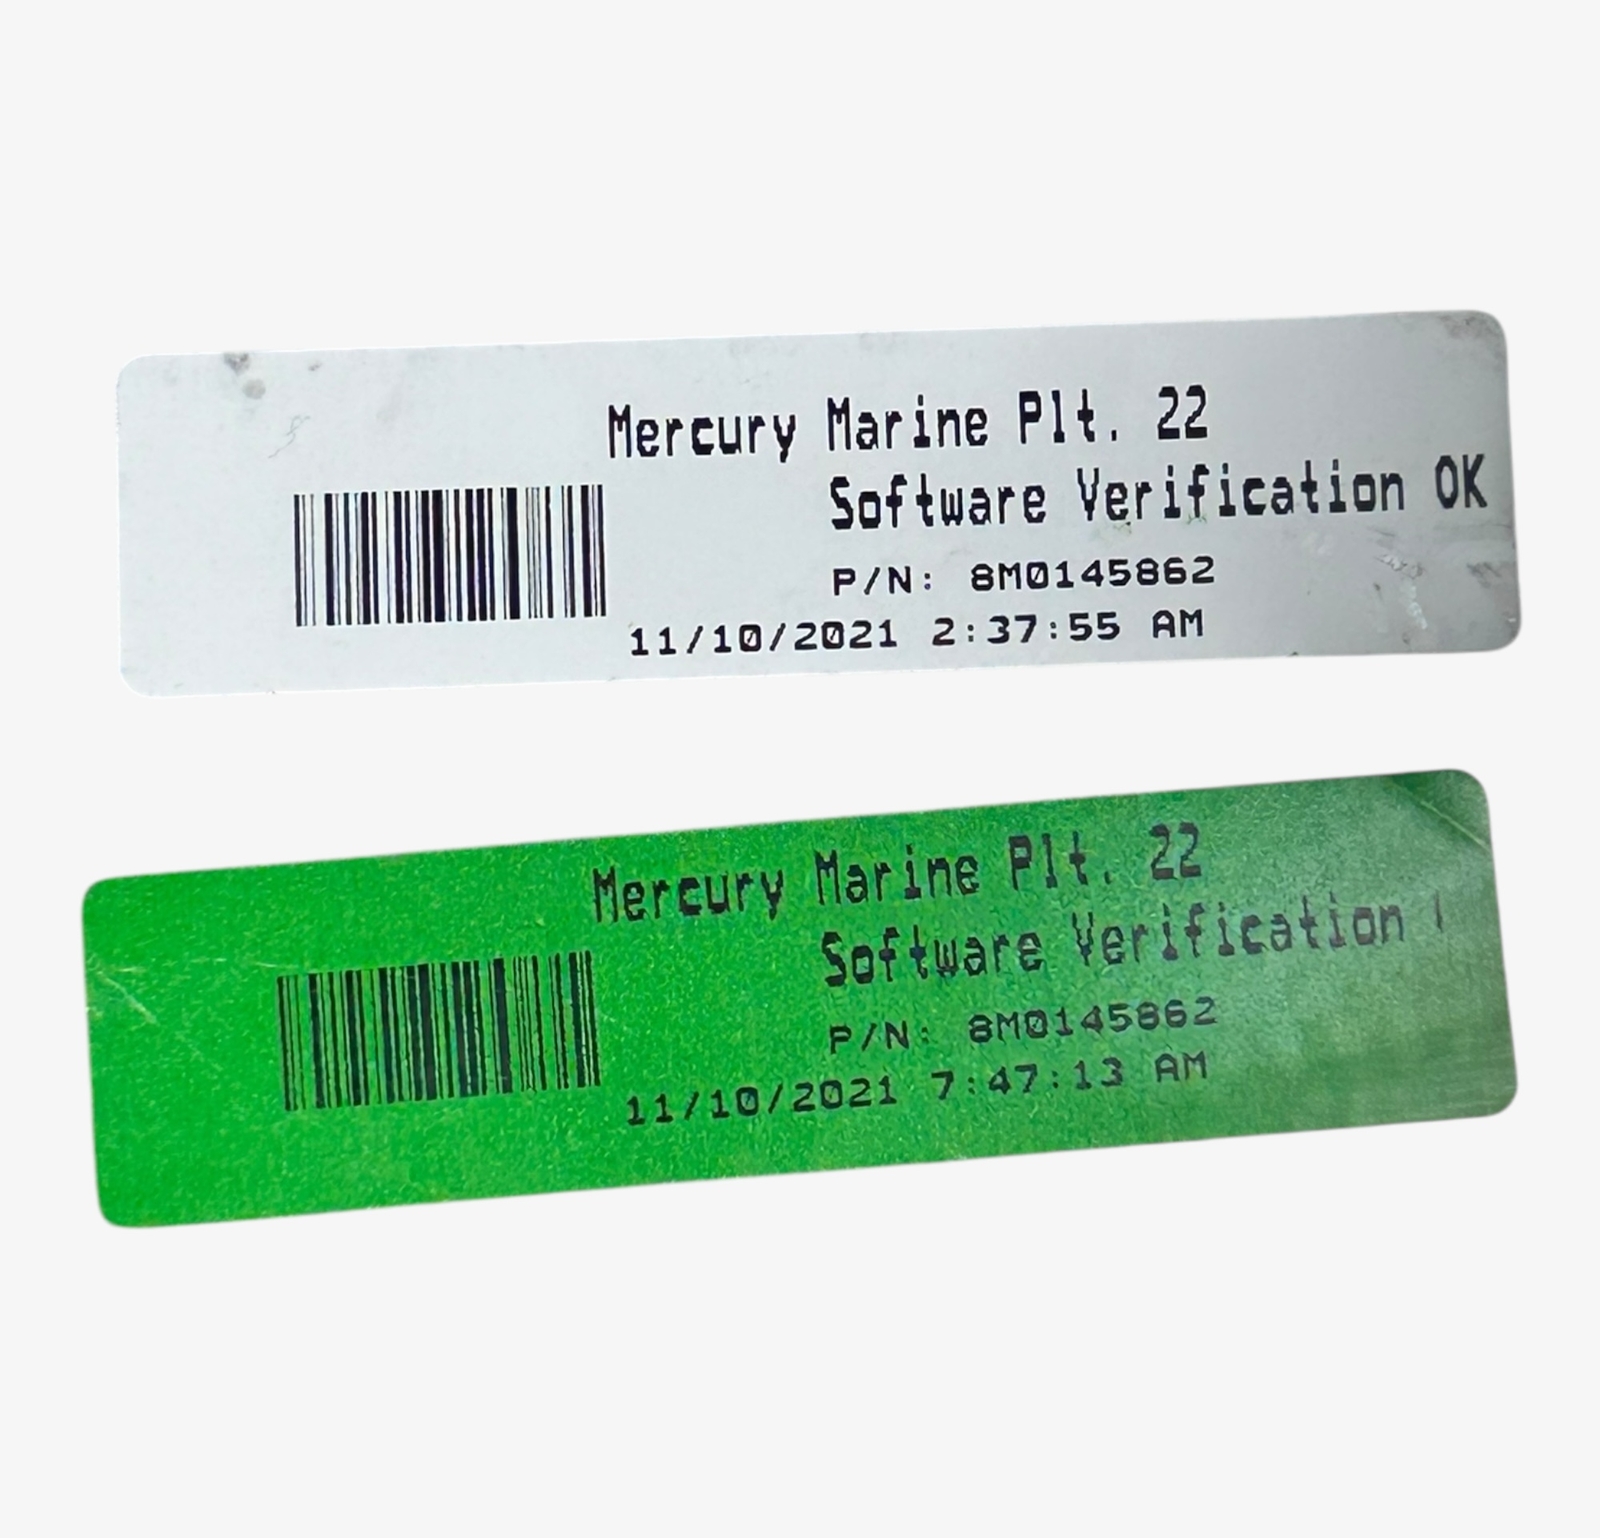 Mercury Marine Plt. 22
Software Verification OK
P/N: 8M0145862
11/10/2021 2:37:55 AM
Mercury Marine Plt. 22
Software Verification
P/N: 8M0145862
11/10/2021 7:47:13 AM